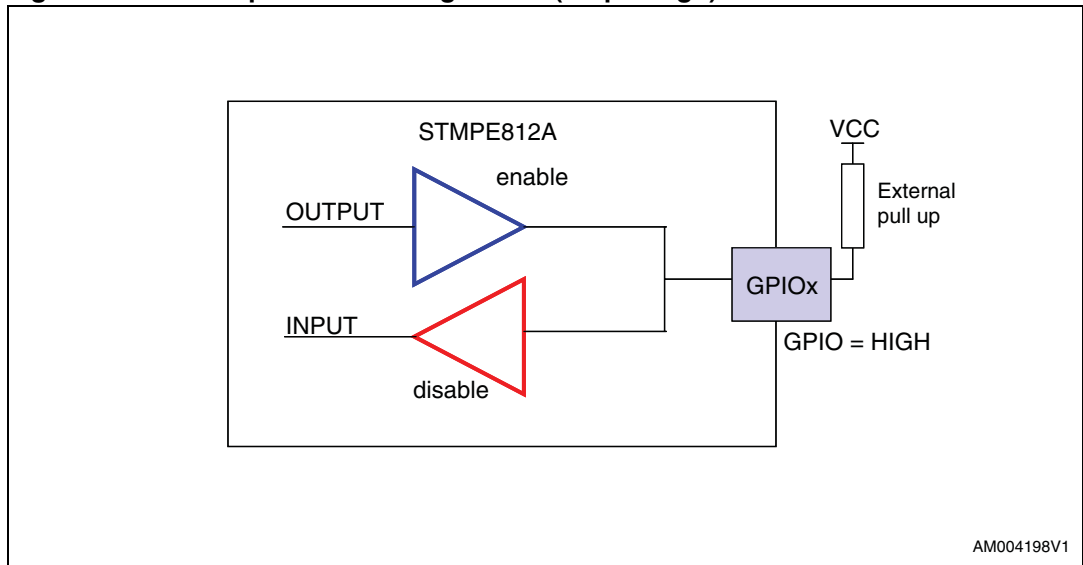 STMPE812A
enable
OUTPUT
INPUT
disable
VCC
External
pull up
GPIOx
GPIO = HIGH
AM004198V1